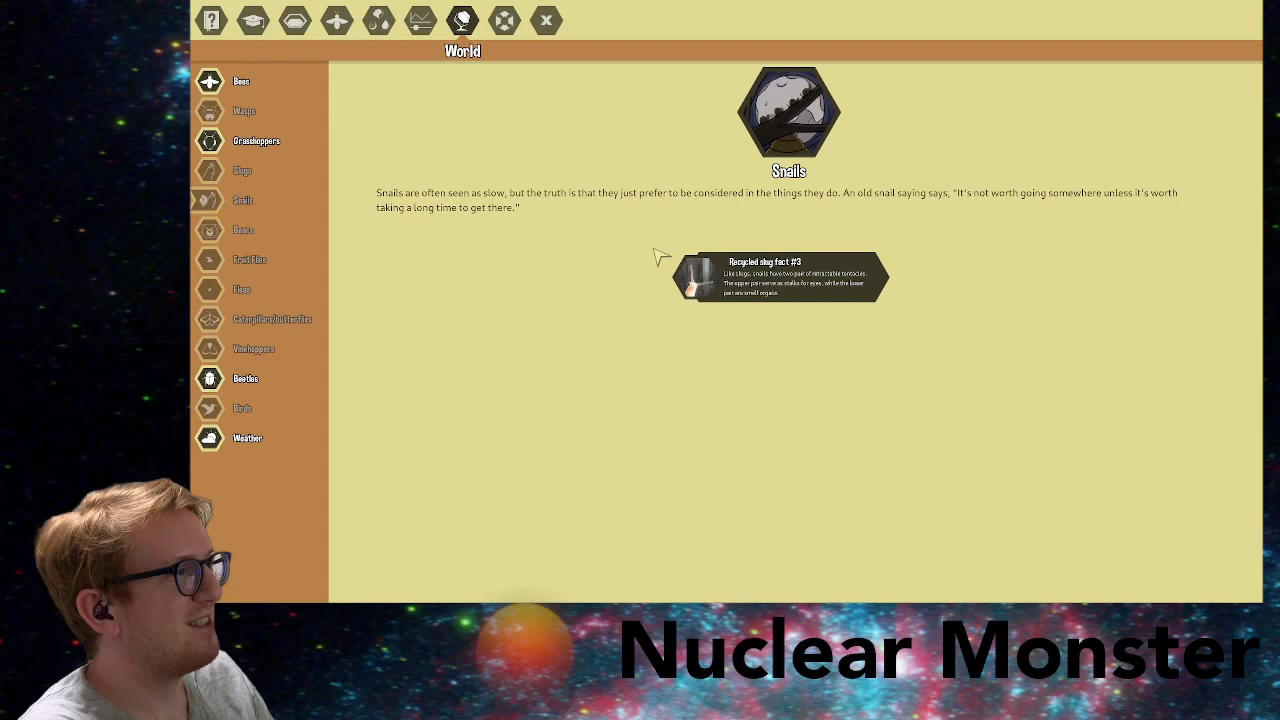 World
Bees
Wasps
Grasshoppers
Slugs
Snails
Bears
Fruit Flies
Fleas
Caterpillars/butterflies
Vinehoppers
Beetles
Birds
Weather
Snails
Snails are often seen as slow, but the truth is that they just prefer to be considered in the things they do. An old snail saying says, "It's not worth going somewhere unless it's worth
taking a long time to get there."
Recycled slug fact #3
Like slugs, snails have two pair of retractable tentacles.
The upper pair serve as stalks for eyes, while the lower
pair are smell organs.
Nuclear Monster